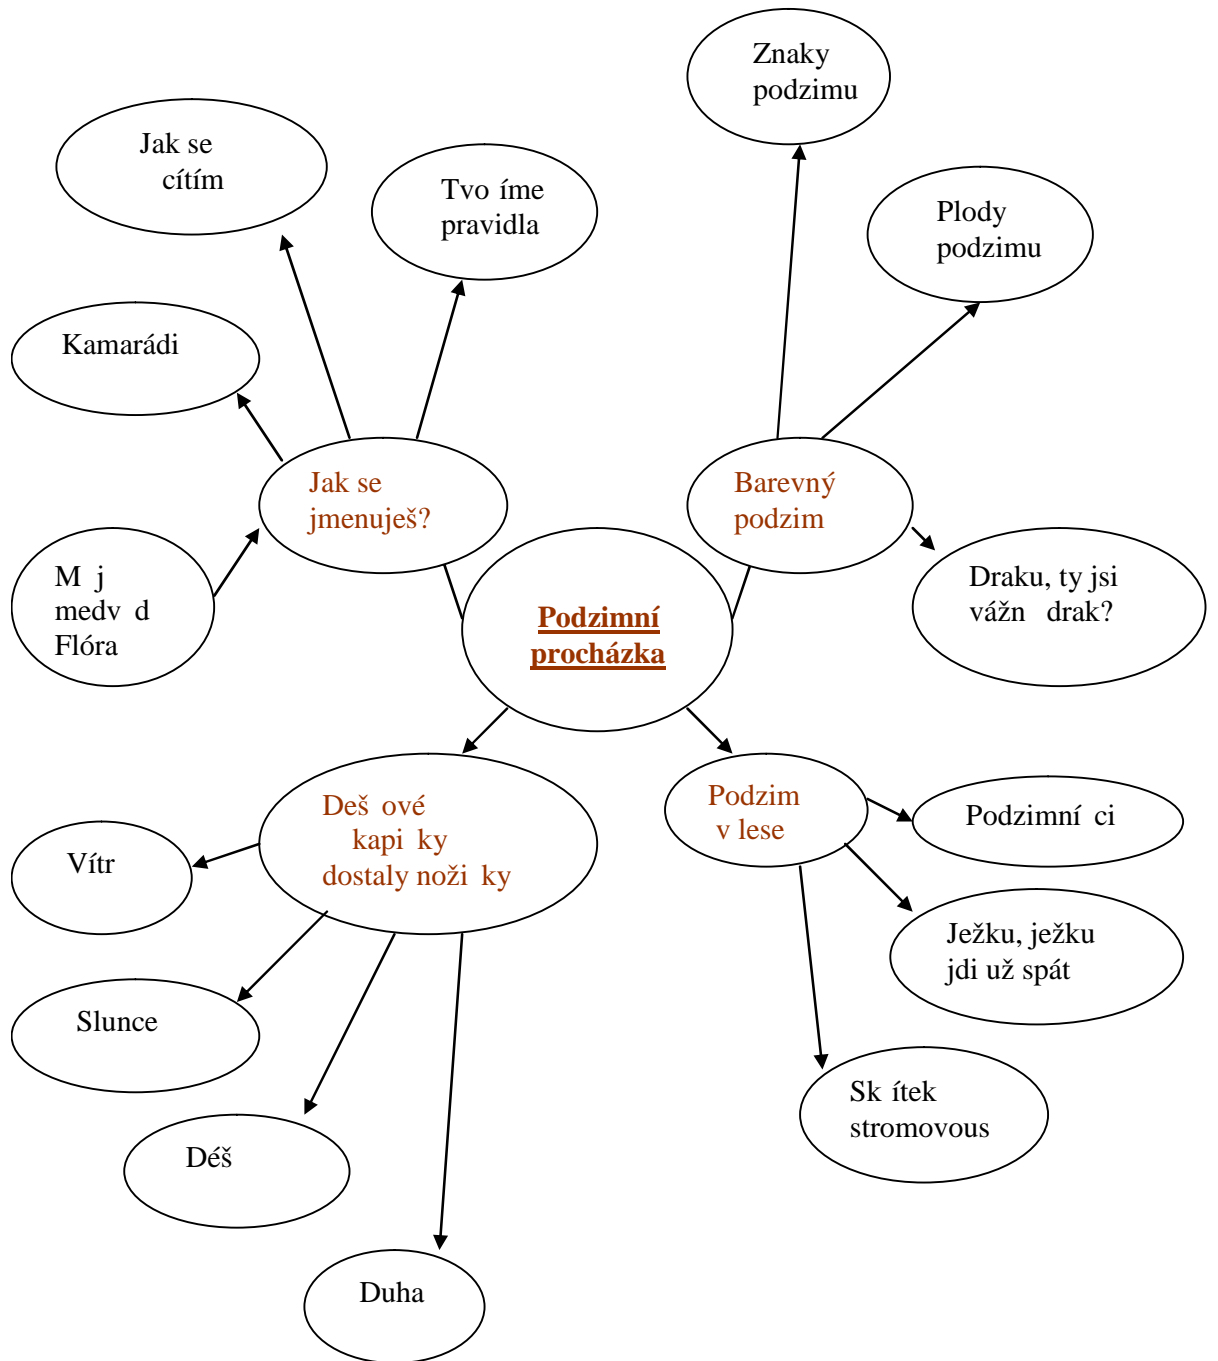 Znaky
podzimu
Jak se
cítím
Tvo íme
pravidla
Plody
podzimu
Kamarádi
Jak se
jmenuješ?
Barevný
podzim
M j
medv d
Flóra
Draku, ty jsi
vážn drak?
Podzimní
procházka
Deš ové
kapi ky
dostaly noži ky
Podzim
v lese
Podzimní ci
Vítr
Ježku, ježku
jdi už spát
Slunce
Sk ítek
stromovous
Déš
Duha